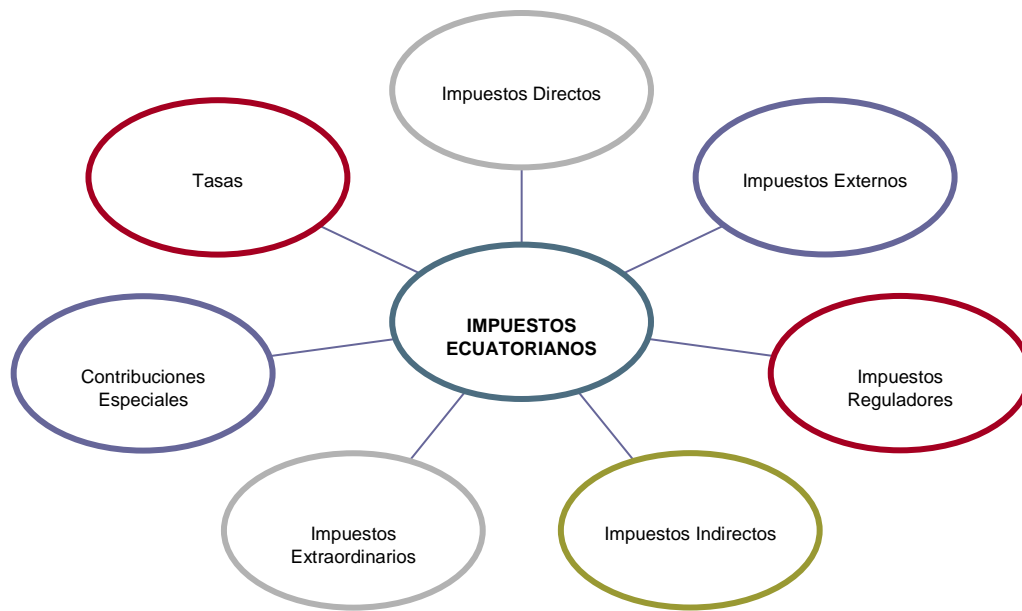 Impuestos Directos
Tasas
Impuestos Externos
IMPUESTOS
ECUATORIANOS
Contribuciones
Especiales
Impuestos
Reguladores
Impuestos
Extraordinarios
Impuestos Indirectos